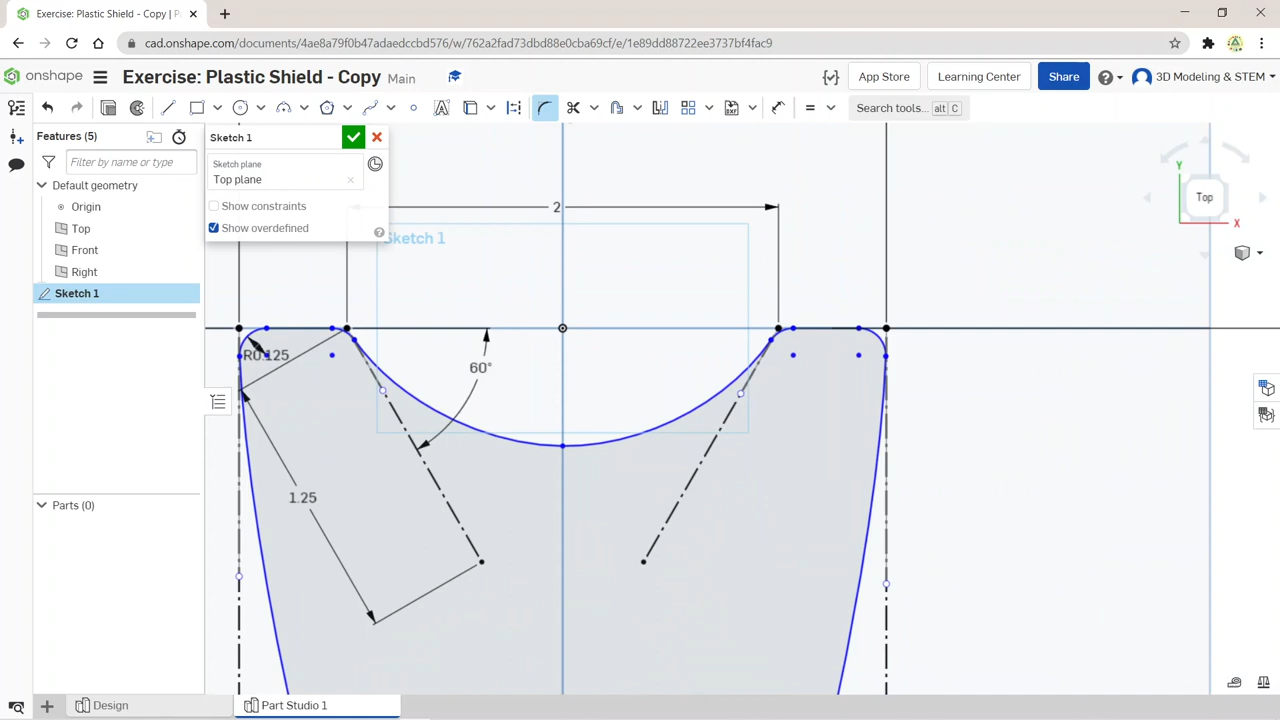 Exercise: Plastic Shield - Copy | P
cad.onshape.com/documents/4ae8a79f0b47adaedccbd576/w/762a2fad73dbd88e0cba69cf/e/1e89dd88722ee3737bf4fac9
onshape
Exercise: Plastic Shield - Copy Main
App Store
Learning Center
Share
3D Modeling & STEM
Search tools... alt C
Features (5)
Filter by name or type
Default geometry
Origin
Top
Front
Right
Sketch 1
Parts (0)
Sketch 1
Sketch plane
Top plane
Show constraints
Show overdefined
Sketch 1
2
R0.125
60°
1.25
Y
Top
X
Design
Part Studio 1